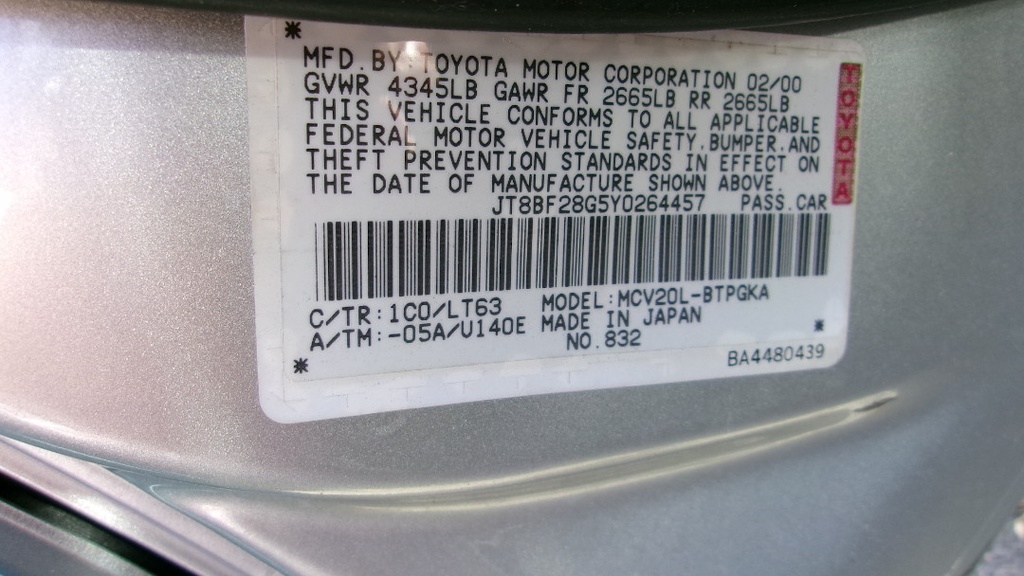 MFD. BY TOYOTA MOTOR CORPORATION 02/00
GVWR 4345LB GAWR FR 2665LB RR 2665LB
THIS VEHICLE CONFORMS TO ALL APPLICABLE
FEDERAL MOTOR VEHICLE SAFETY.BUMPER.AND
THEFT PREVENTION STANDARDS IN EFFECT ON
THE DATE OF MANUFACTURE SHOWN ABOVE.
JT8BF28G5Y0264457 PASS.CAR
C/TR:1C0/LT63 MODEL:MCV20L-BTPGKA
A/TM:-05A/U140E MADE IN JAPAN
NO.832
BA4480439
TOYOTA